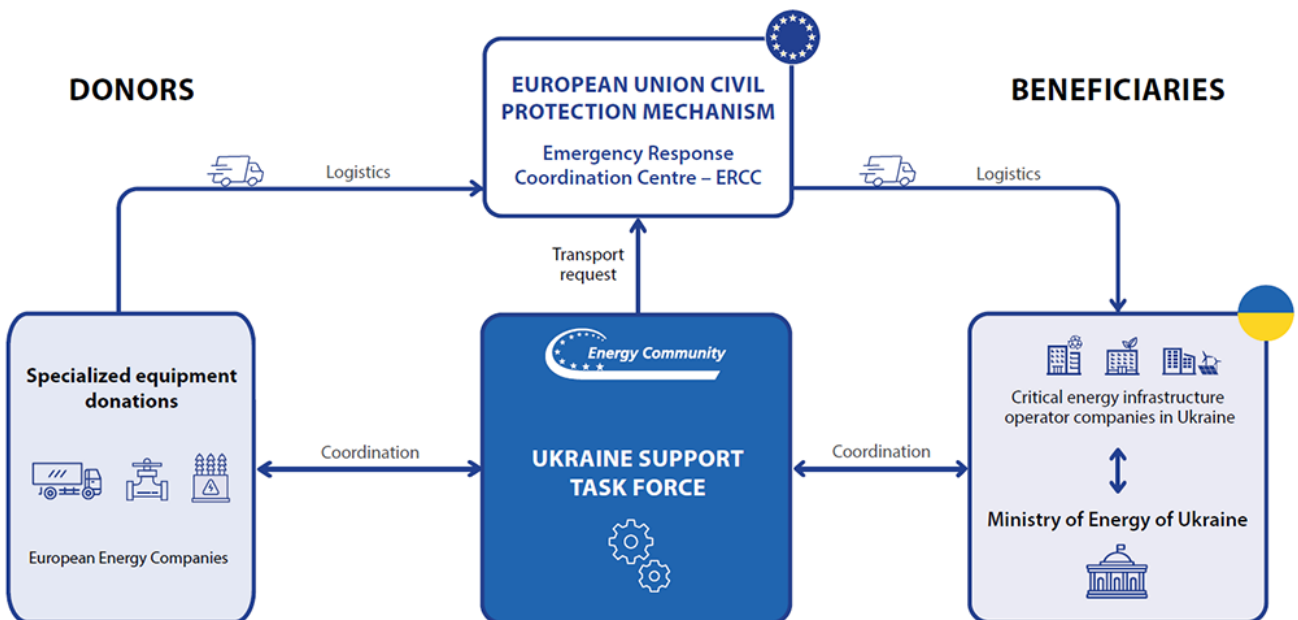 DONORS
EUROPEAN UNION CIVIL
PROTECTION MECHANISM
Emergency Response
Coordination Centre – ERCC
BENEFICIARIES
Logistics
Logistics
Transport
request
Specialized equipment
donations
European Energy Companies
Coordination
Energy Community
UKRAINE SUPPORT
TASK FORCE
Coordination
Critical energy infrastructure
operator companies in Ukraine
Ministry of Energy of Ukraine